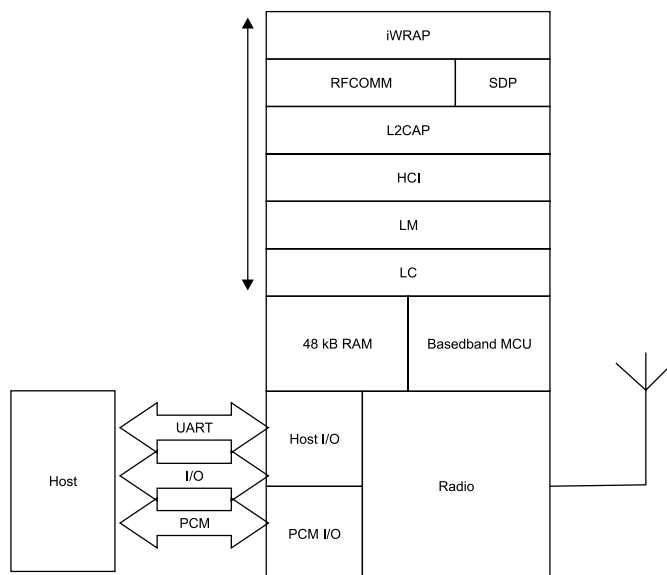 iWRAP
RFCOMM SDP
L2CAP
HCI
LM
LC
48 kB RAM Basedband MCU
UART
Host I/O
Host
I/O
Radio
PCM
PCM I/O